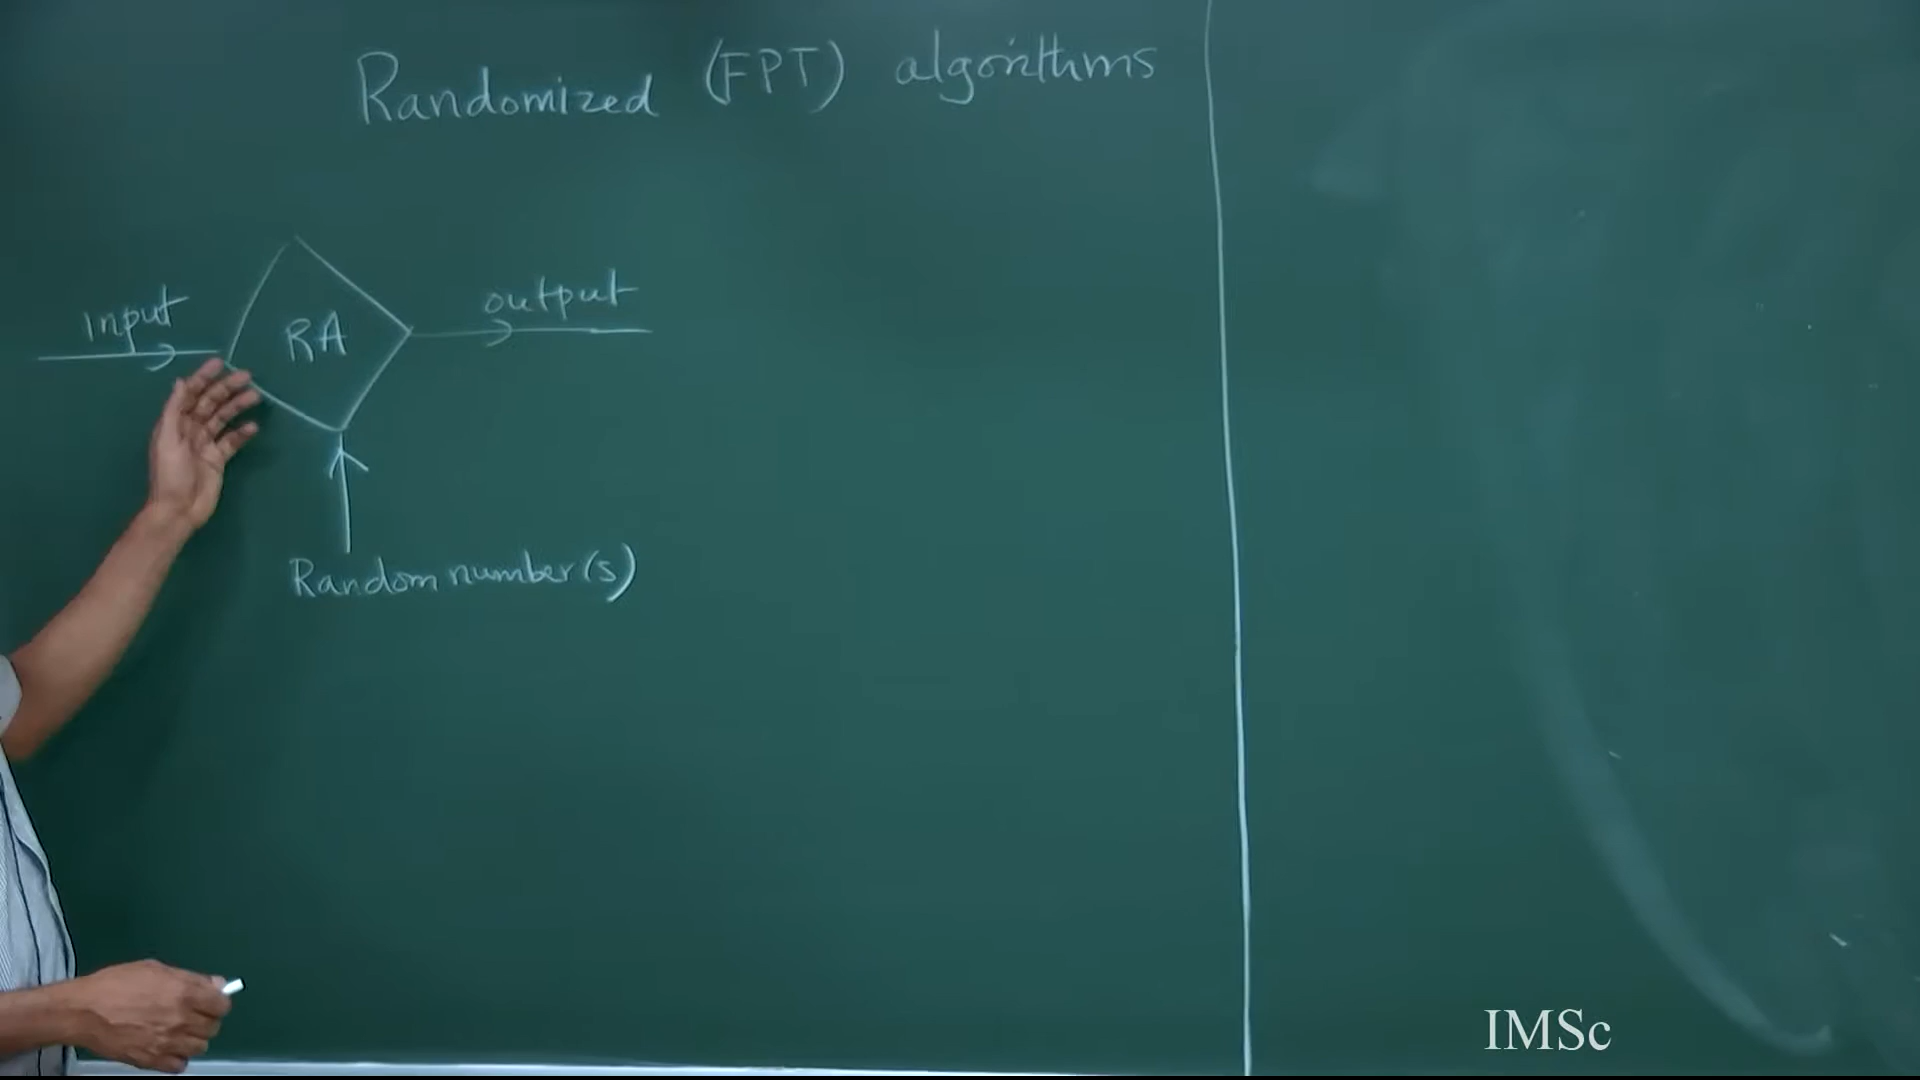 Randomized (FPT) algorithms
input
RA
output
Random number(s)
IMSc